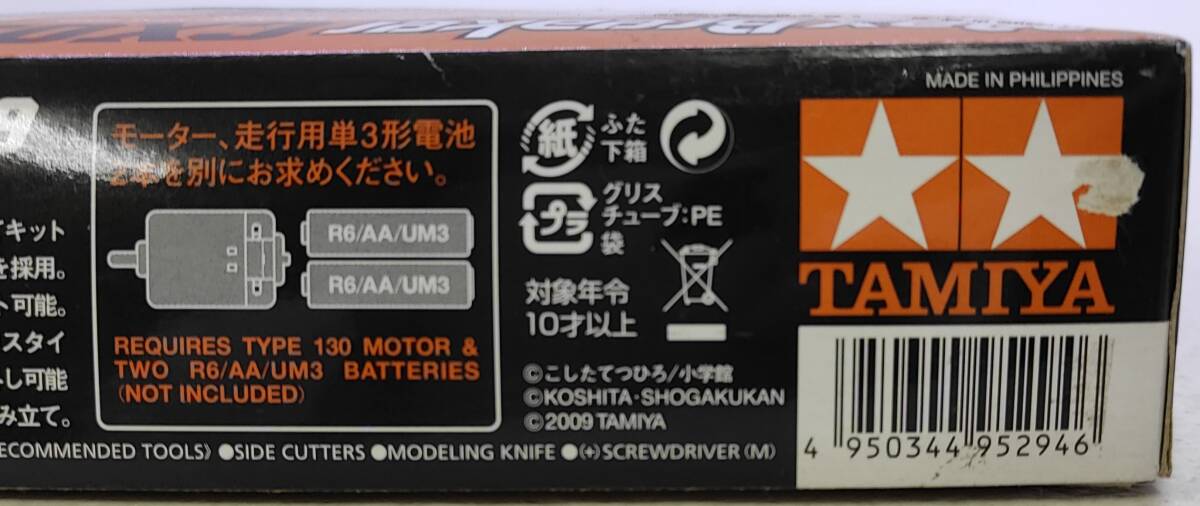 MADE IN PHILIPPINES
モーター、走行用単3形電池
2本を別にお求めください。
R6/AA/UM3
R6/AA/UM3
REQUIRES TYPE 130 MOTOR &
TWO R6/AA/UM3 BATTERIES
(NOT INCLUDED)
キット
を採用。
ト可能。
スタイ
し可能
み立て。
紙
ふた
下箱
プラ
グリス
チューブ:PE
袋
対象年令
10才以上
©こしたてつひろ/小学館
©KOSHITA·SHOGAKUKAN
©2009 TAMIYA
ECOMMENDED TOOLS》 ●SIDE CUTTERS ●MODELING KNIFE ●(+)SCREWDRIVER (M)
TAMIYA
4 950344 952946